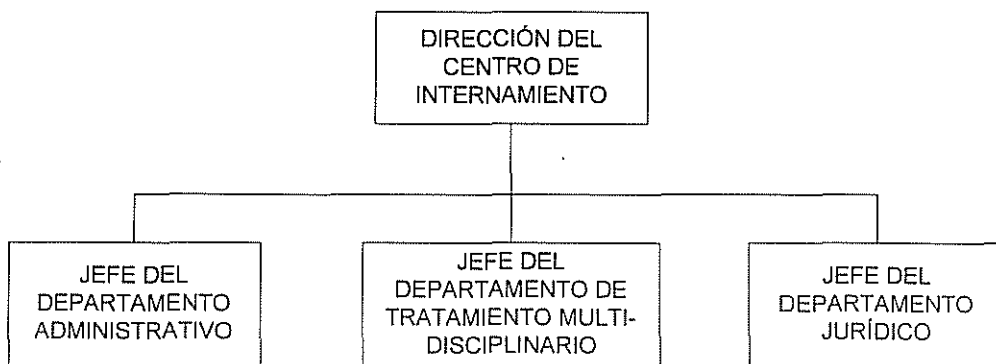 DIRECCIÓN DEL
CENTRO DE
INTERNAMIENTO
JEFE DEL
DEPARTAMENTO
ADMINISTRATIVO
JEFE DEL
DEPARTAMENTO DE
TRATAMIENTO MULTI-
DISCIPLINARIO
JEFE DEL
DEPARTAMENTO
JURÍDICO